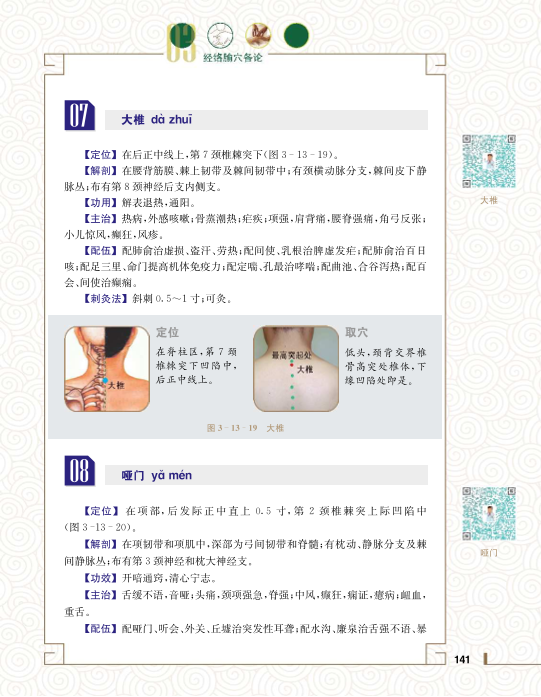 03
经络腧穴各论
07
大椎 dà zhuī
【定位】在后正中线上,第 7 颈椎棘突下(图 3-13-19)。
【解剖】在腰背筋膜、棘上韧带及棘间韧带中;有颈横动脉分支,棘间皮下静
脉丛;布有第 8 颈神经后支内侧支。
【功用】解表退热,通阳。
【主治】热病,外感咳嗽;骨蒸潮热;疟疾;项强,肩背痛,腰脊强痛,角弓反张;
小儿惊风,癫狂,风疹。
【配伍】配肺俞治虚损、盗汗、劳热;配间使、乳根治脾虚发疟;配肺俞治百日
咳;配足三里、命门提高机体免疫力;配定喘、孔最治哮喘;配曲池、合谷泻热;配百
会、间使治癫痫。
【刺灸法】斜刺 0.5～1 寸;可灸。
大椎
定位
在脊柱区,第 7 颈
椎棘突下凹陷中,
后正中线上。
大椎
最高突起处
大椎
取穴
低头,颈背交界椎
骨高突处椎体,下
缘凹陷处即是。
图 3-13-19 大椎
08
哑门 yǎ mén
【定位】在项部,后发际正中直上 0.5 寸,第 2 颈椎棘突上际凹陷中
(图 3-13-20)。
【解剖】在项韧带和项肌中,深部为弓间韧带和脊髓;有枕动、静脉分支及棘
间静脉丛;布有第 3 颈神经和枕大神经支。
【功效】开喑通窍,清心宁志。
【主治】舌缓不语,音哑;头痛,颈项强急,脊强;中风,癫狂,痫证,癔病;衄血,
重舌。
【配伍】配哑门、听会、外关、丘墟治突发性耳聋;配水沟、廉泉治舌强不语、暴
哑门
141